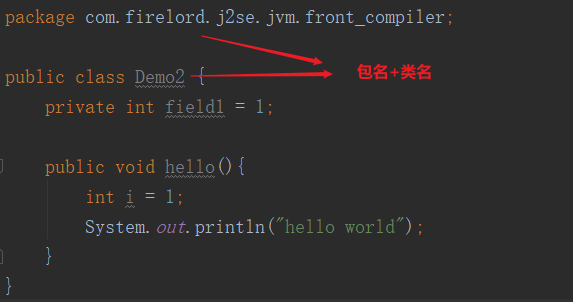 package com.firelord.j2se.jvm.front_compiler;
public class Demo2 {
包名+类名
    private int field1 = 1;
    public void hello(){
        int i = 1;
        System.out.println("hello world");
    }
}